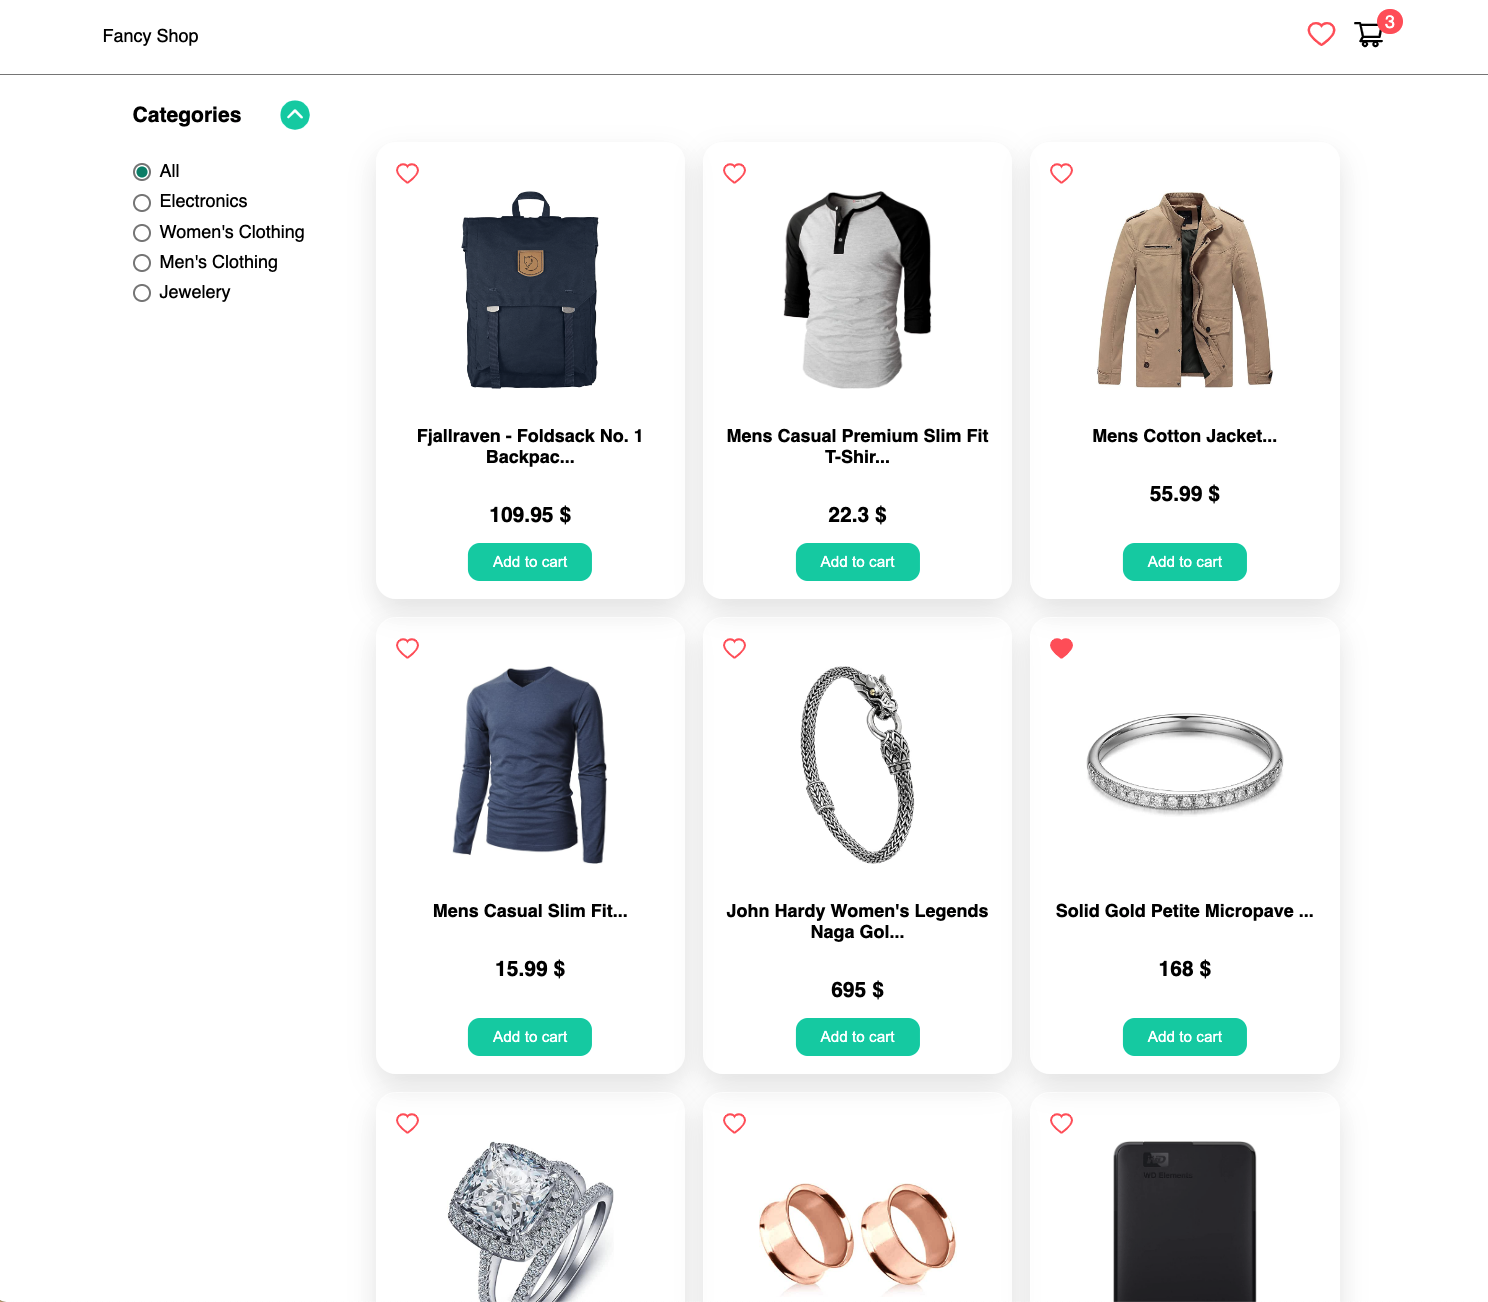 Fancy Shop
3
Categories
All
Electronics
Women's Clothing
Men's Clothing
Jewelery
Fjallraven - Foldsack No. 1
Backpac...
109.95 $
Add to cart
Mens Casual Premium Slim Fit
T-Shir...
22.3 $
Add to cart
Mens Cotton Jacket...
55.99 $
Add to cart
Mens Casual Slim Fit...
15.99 $
Add to cart
John Hardy Women's Legends
Naga Gol...
695 $
Add to cart
Solid Gold Petite Micropave ...
168 $
Add to cart
WD
WD Elements